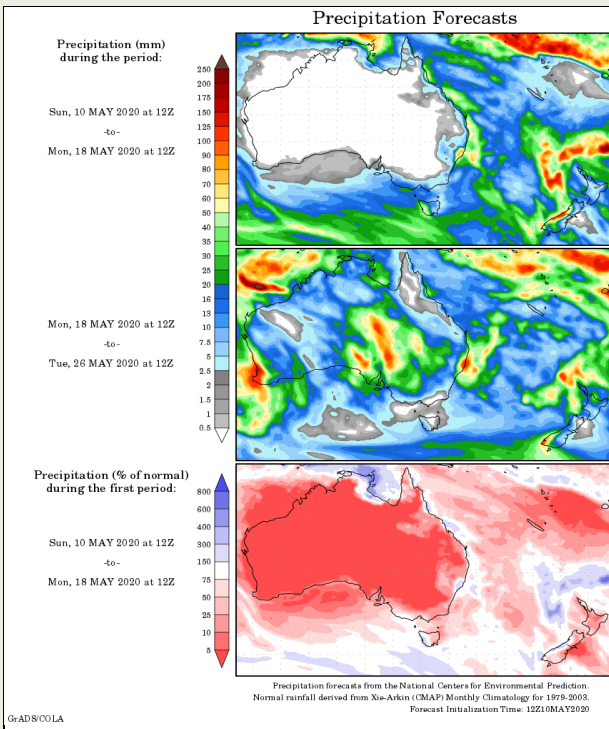 Precipitation Forecasts
Precipitation (mm)
during the period:
Sun, 10 MAY 2020 at 12Z
-to-
Mon, 18 MAY 2020 at 12Z
250
200
175
150
125
100
90
80
70
60
50
40
35
30
25
20
16
13
10
7.5
5
2.5
2
1.5
1
0.5
Mon, 18 MAY 2020 at 12Z
-to-
Tue, 26 MAY 2020 at 12Z
Precipitation (% of normal)
during the first period:
Sun, 10 MAY 2020 at 12Z
-to-
Mon, 18 MAY 2020 at 12Z
800
600
400
300
150
75
50
25
10
5
Precipitation forecasts from the National Centers for Environmental Prediction.
Normal rainfall derived from Xie-Arkin (CMAP) Monthly Climatology for 1979-2003.
Forecast Initialization Time: 12Z10MAY2020
GrADS/COLA